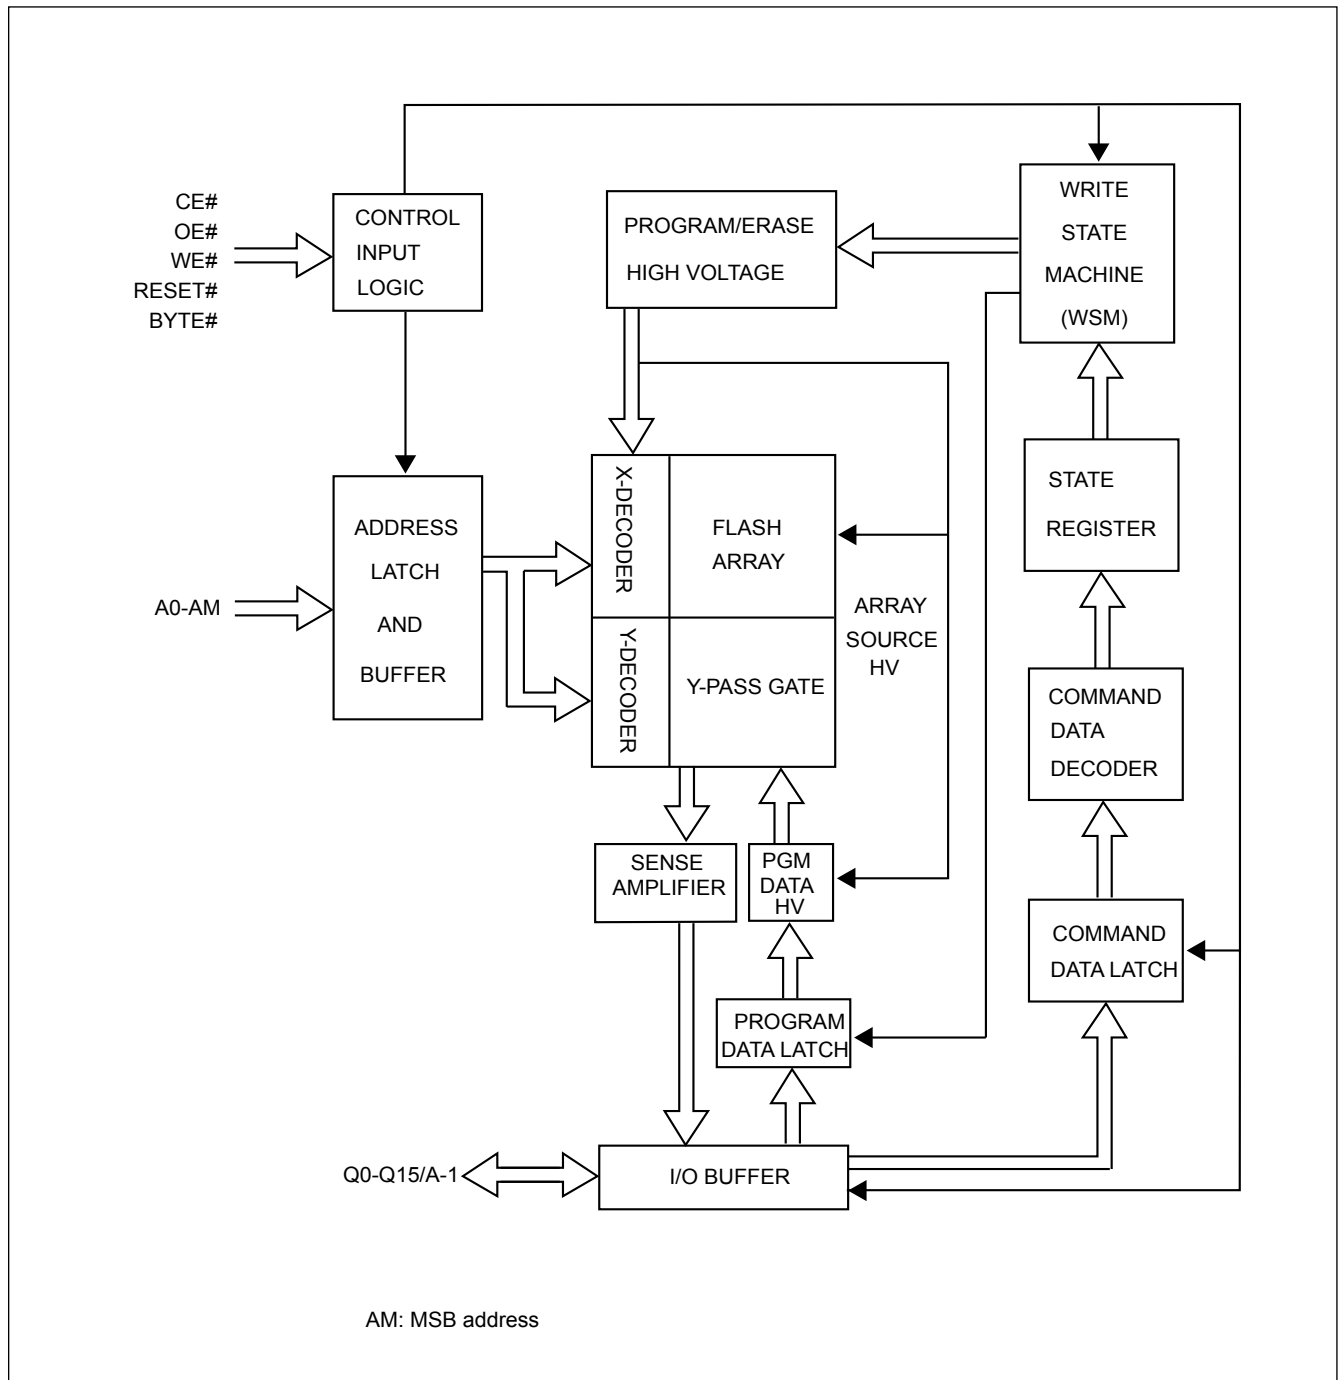 CE#
OE#
WE#
RESET#
BYTE#
CONTROL
INPUT
LOGIC
PROGRAM/ERASE
HIGH VOLTAGE
WRITE
STATE
MACHINE
(WSM)
STATE
REGISTER
A0-AM
ADDRESS
LATCH
AND
BUFFER
X-DECODER
FLASH
ARRAY
Y-DECODER
Y-PASS GATE
ARRAY
SOURCE
HV
COMMAND
DATA
DECODER
SENSE
AMPLIFIER
PGM
DATA
HV
COMMAND
DATA LATCH
PROGRAM
DATA LATCH
Q0-Q15/A-1
I/O BUFFER
AM: MSB address